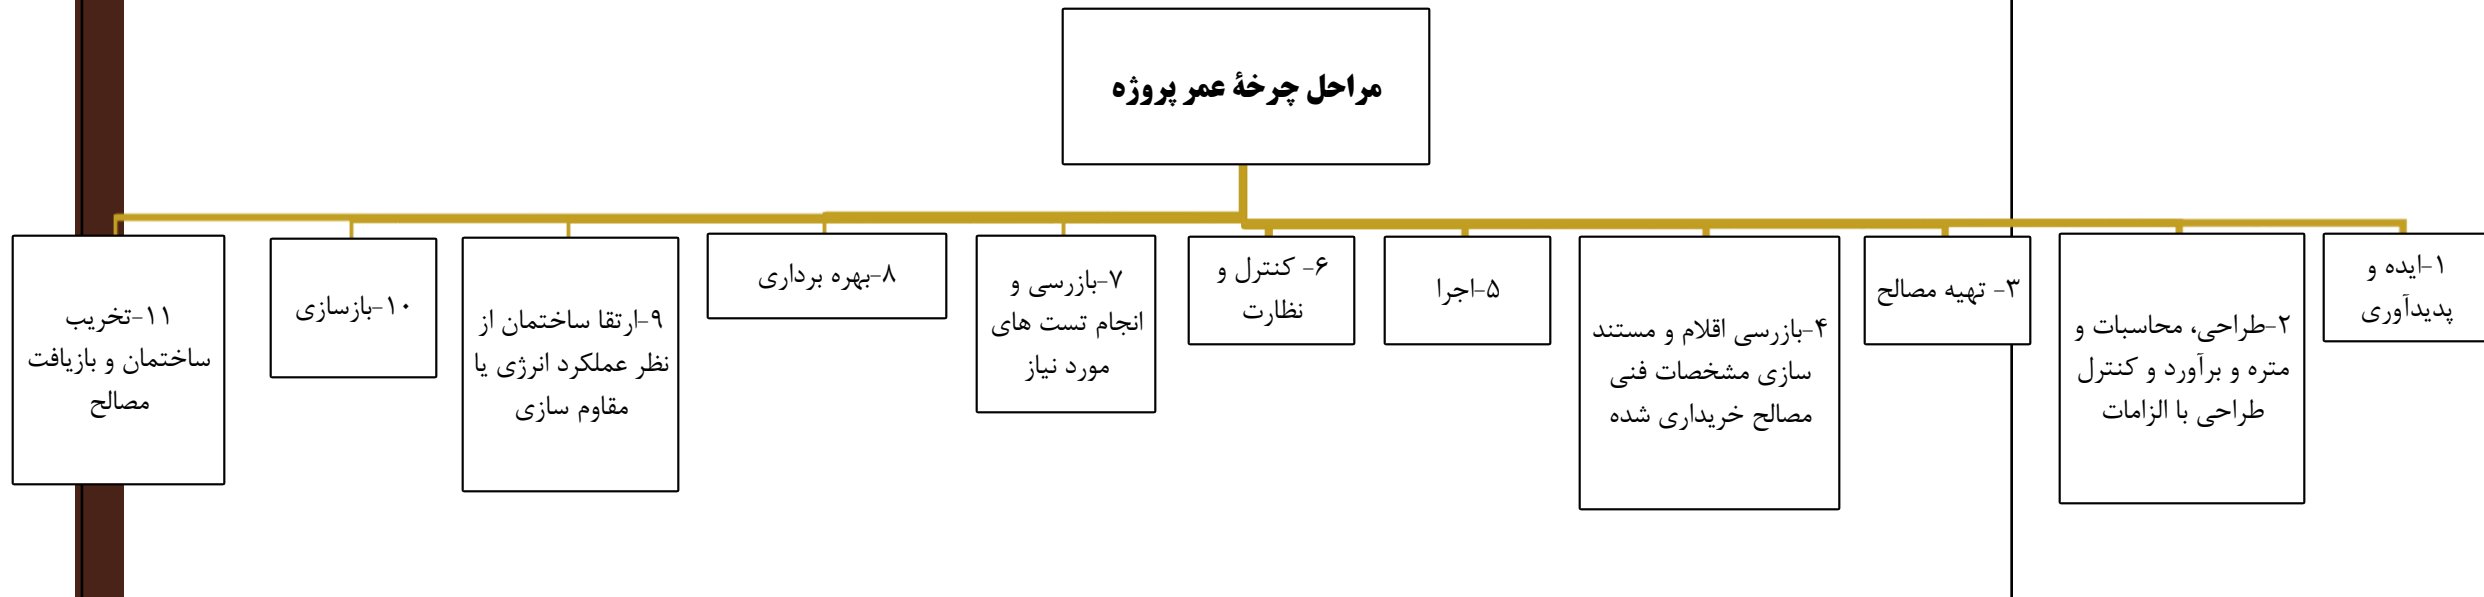 مراحل چرخهٔ عمر پروژه
۱-ایده و
پدیدآوری
۲-طراحی، محاسبات و
متره و برآورد و کنترل
طراحی با الزامات
۳- تهیه مصالح
۴-بازرسی اقلام و مستند
سازی مشخصات فنی
مصالح خریداری شده
۵-اجرا
۶- کنترل و
نظارت
۷-بازرسی و
انجام تست های
مورد نیاز
۸-بهره برداری
۹-ارتقا ساختمان از
نظر عملکرد انرژی یا
مقاوم سازی
۱۰-بازسازی
۱۱-تخریب
ساختمان و بازیافت
مصالح